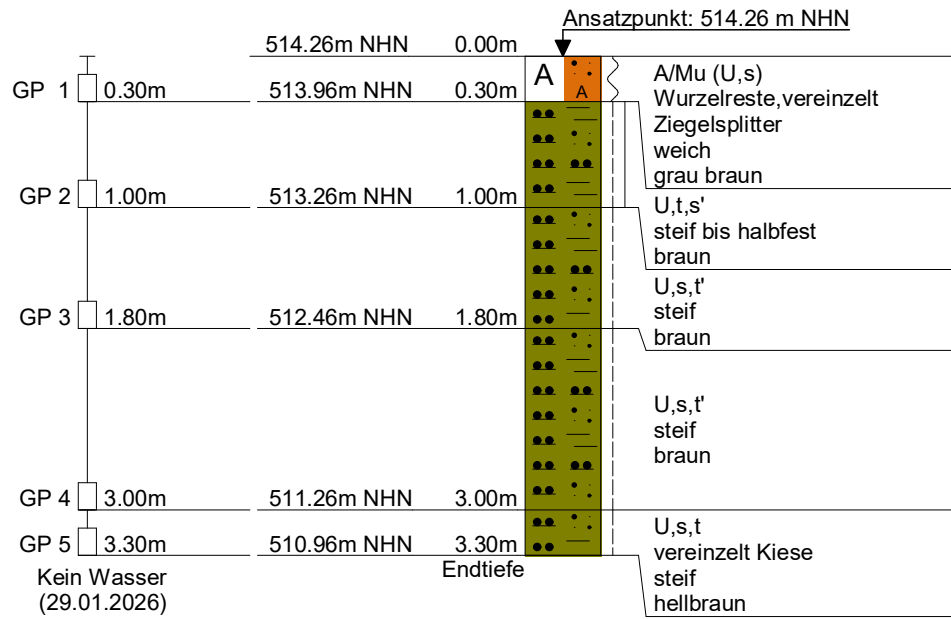 Ansatzpunkt: 514.26 m NHN
514.26m NHN 0.00m
GP 1 0.30m 513.96m NHN 0.30m
A A
A/Mu (U,s)
Wurzelreste,vereinzelt
Ziegelsplitter
weich
grau braun
GP 2 1.00m 513.26m NHN 1.00m
U,t,s'
steif bis halbfest
braun
GP 3 1.80m 512.46m NHN 1.80m
U,s,t'
steif
braun
U,s,t'
steif
braun
GP 4 3.00m 511.26m NHN 3.00m
GP 5 3.30m 510.96m NHN 3.30m
Endtiefe
U,s,t
vereinzelt Kiese
steif
hellbraun
Kein Wasser
(29.01.2026)